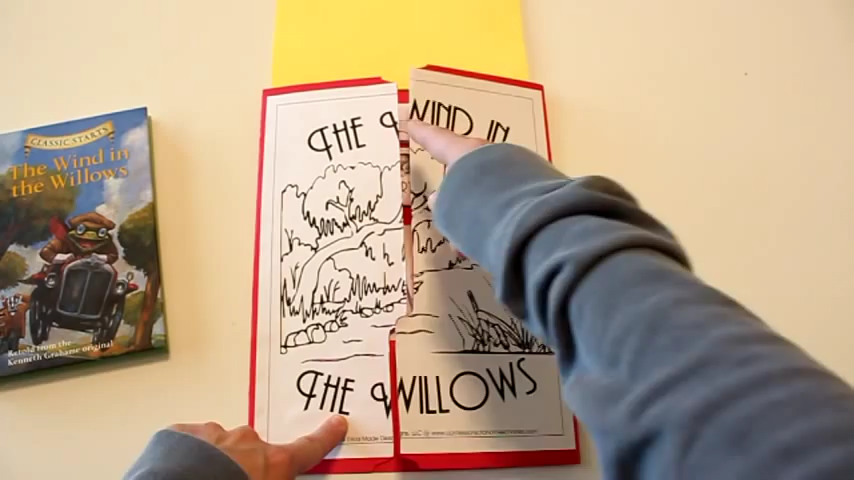 CLASSIC STARTS
The Wind in
the Willows
Retold from the
Kenneth Grahame original
THE WIND IN
THE WILLOWS